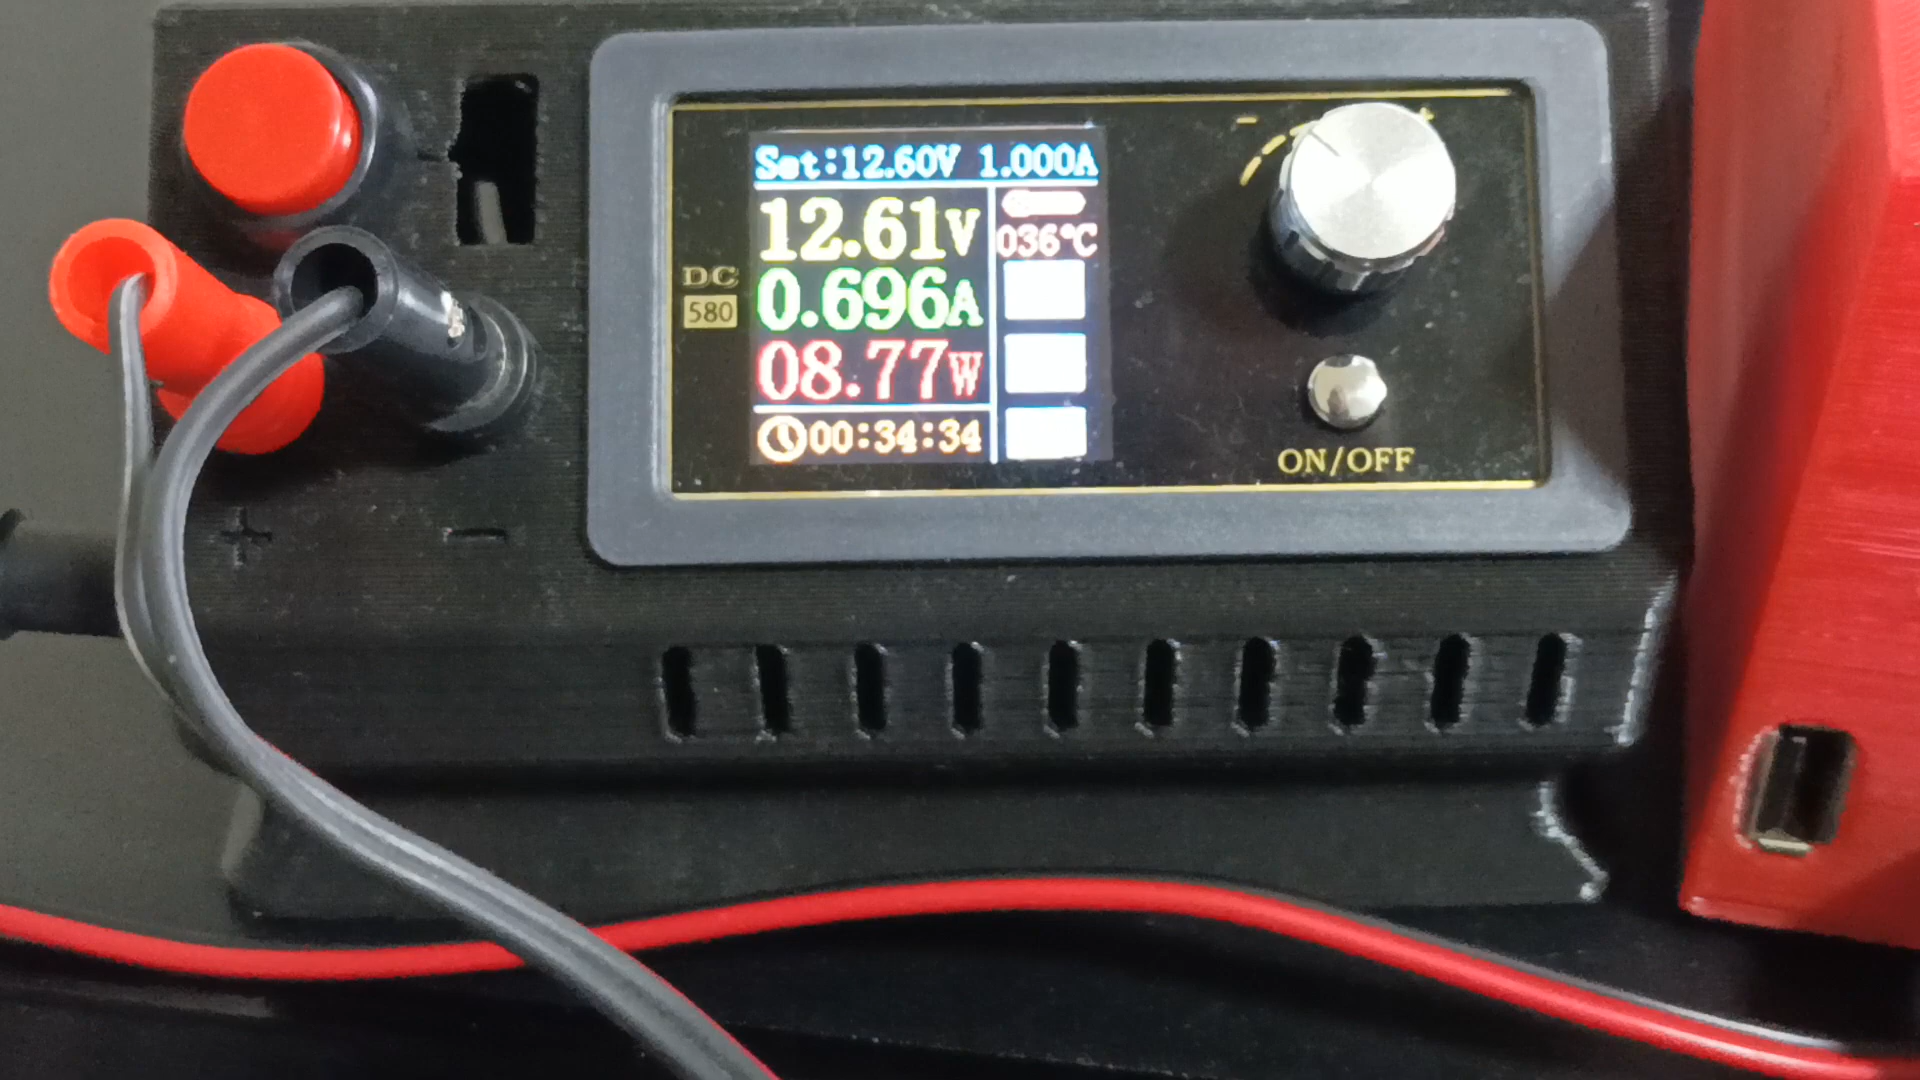 Set:12.60V 1.000A
12.61V
036℃
0.696A
DC
580
08.77W
00:34:34
ON/OFF
+ −